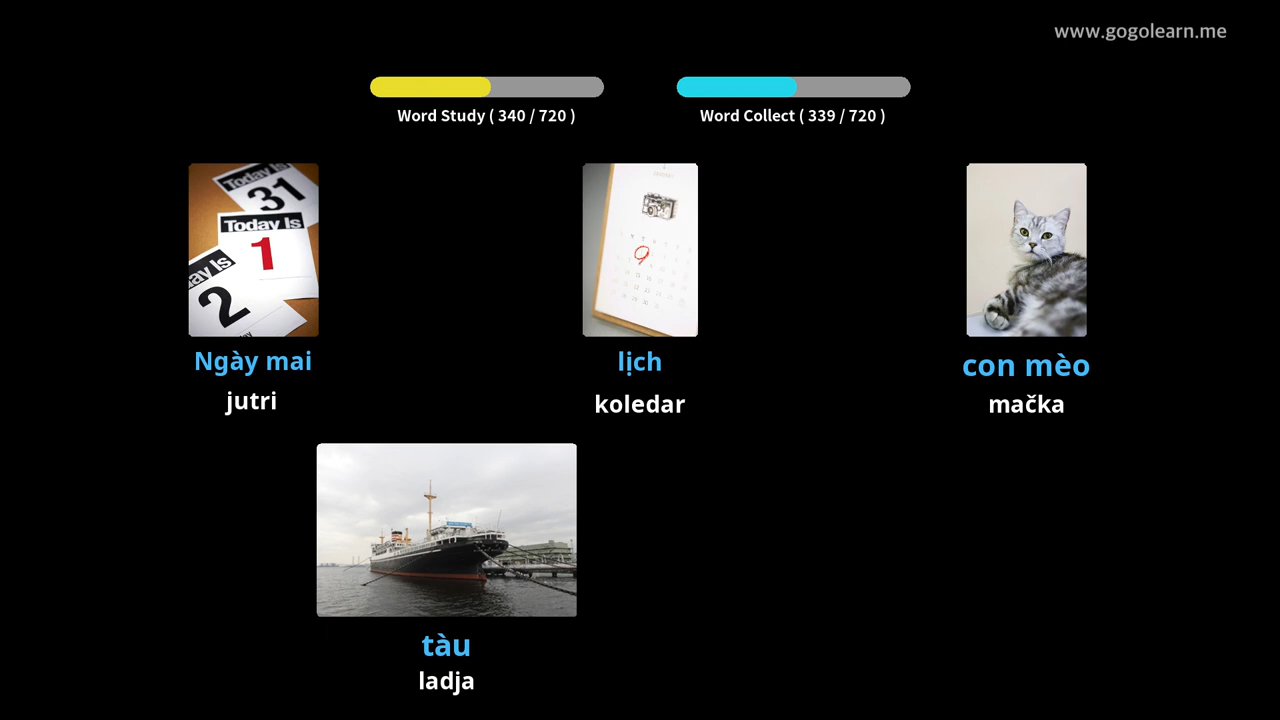 www.gogolearn.me
Word Study ( 340 / 720 )
Word Collect ( 339 / 720 )
Today Is
31
Today Is
1
ay Is
2
9
Ngày mai
lịch
con mèo
jutri
koledar
mačka
tàu
ladja